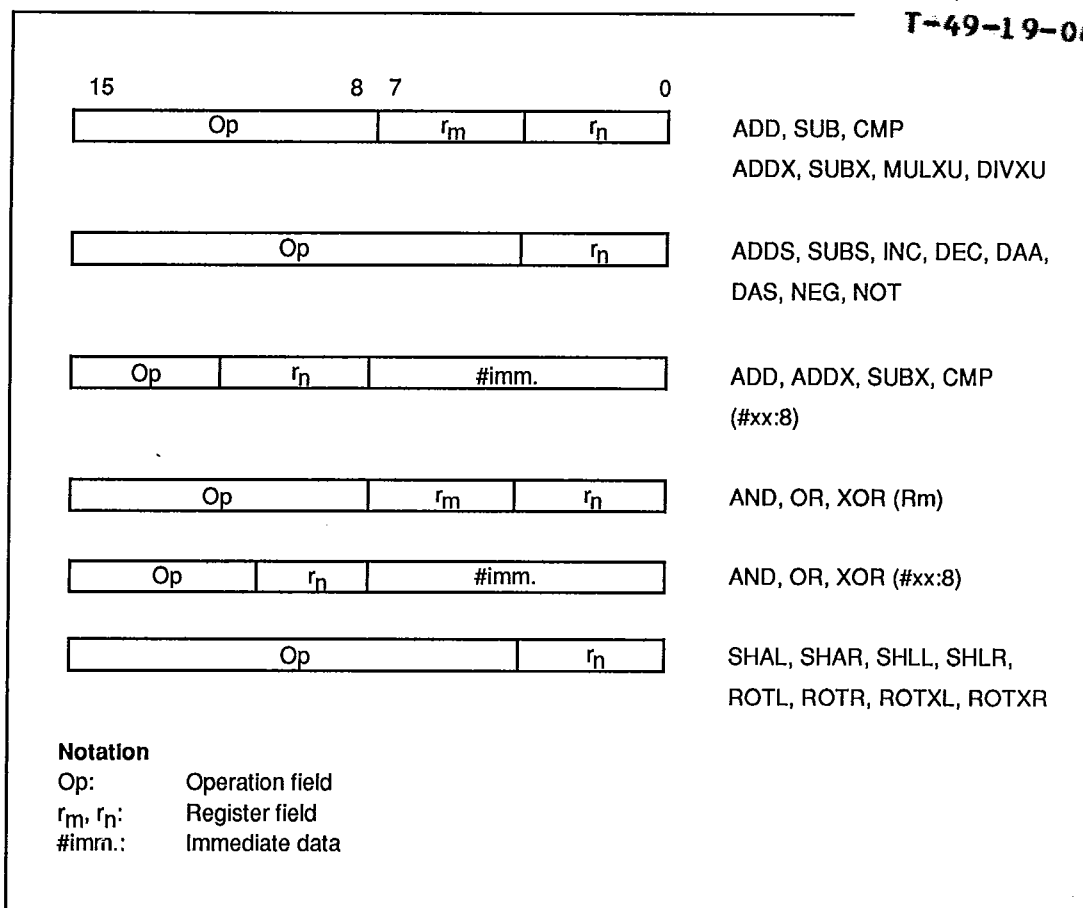 T-49-19-0
15 8 7 0
Op rm rn ADD, SUB, CMP
ADDX, SUBX, MULXU, DIVXU
Op rn ADDS, SUBS, INC, DEC, DAA,
DAS, NEG, NOT
Op rn #imm. ADD, ADDX, SUBX, CMP
(#xx:8)
Op rm rn AND, OR, XOR (Rm)
Op rn #imm. AND, OR, XOR (#xx:8)
Op rn SHAL, SHAR, SHLL, SHLR,
ROTL, ROTR, ROTXL, ROTXR
Notation
Op: Operation field
rm, rn: Register field
#imm.: Immediate data